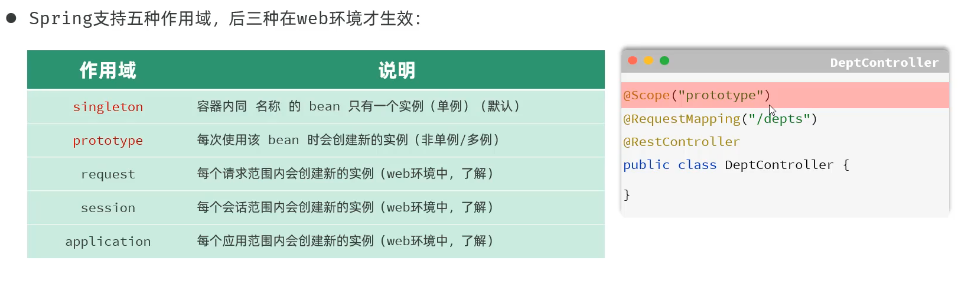 ● Spring支持五种作用域，后三种在web环境才生效：
作用域 说明
singleton 容器内同 名称 的 bean 只有一个实例（单例）（默认）
prototype 每次使用该 bean 时会创建新的实例（非单例/多例）
request 每个请求范围内会创建新的实例（web环境中，了解）
session 每个会话范围内会创建新的实例（web环境中，了解）
application 每个应用范围内会创建新的实例（web环境中，了解）
DeptController
@Scope("prototype")
@RequestMapping("/depts")
@RestController
public class DeptController {
}